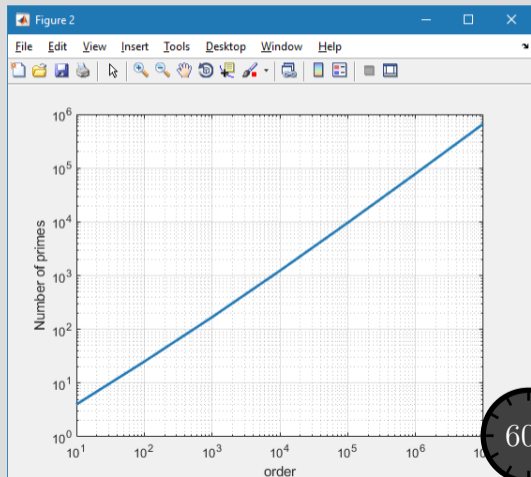 Figure 2
File Edit View Insert Tools Desktop Window Help
10^6
10^5
10^4
10^3
10^2
10^1
10^0
Number of primes
10^1 10^2 10^3 10^4 10^5 10^6
order
60